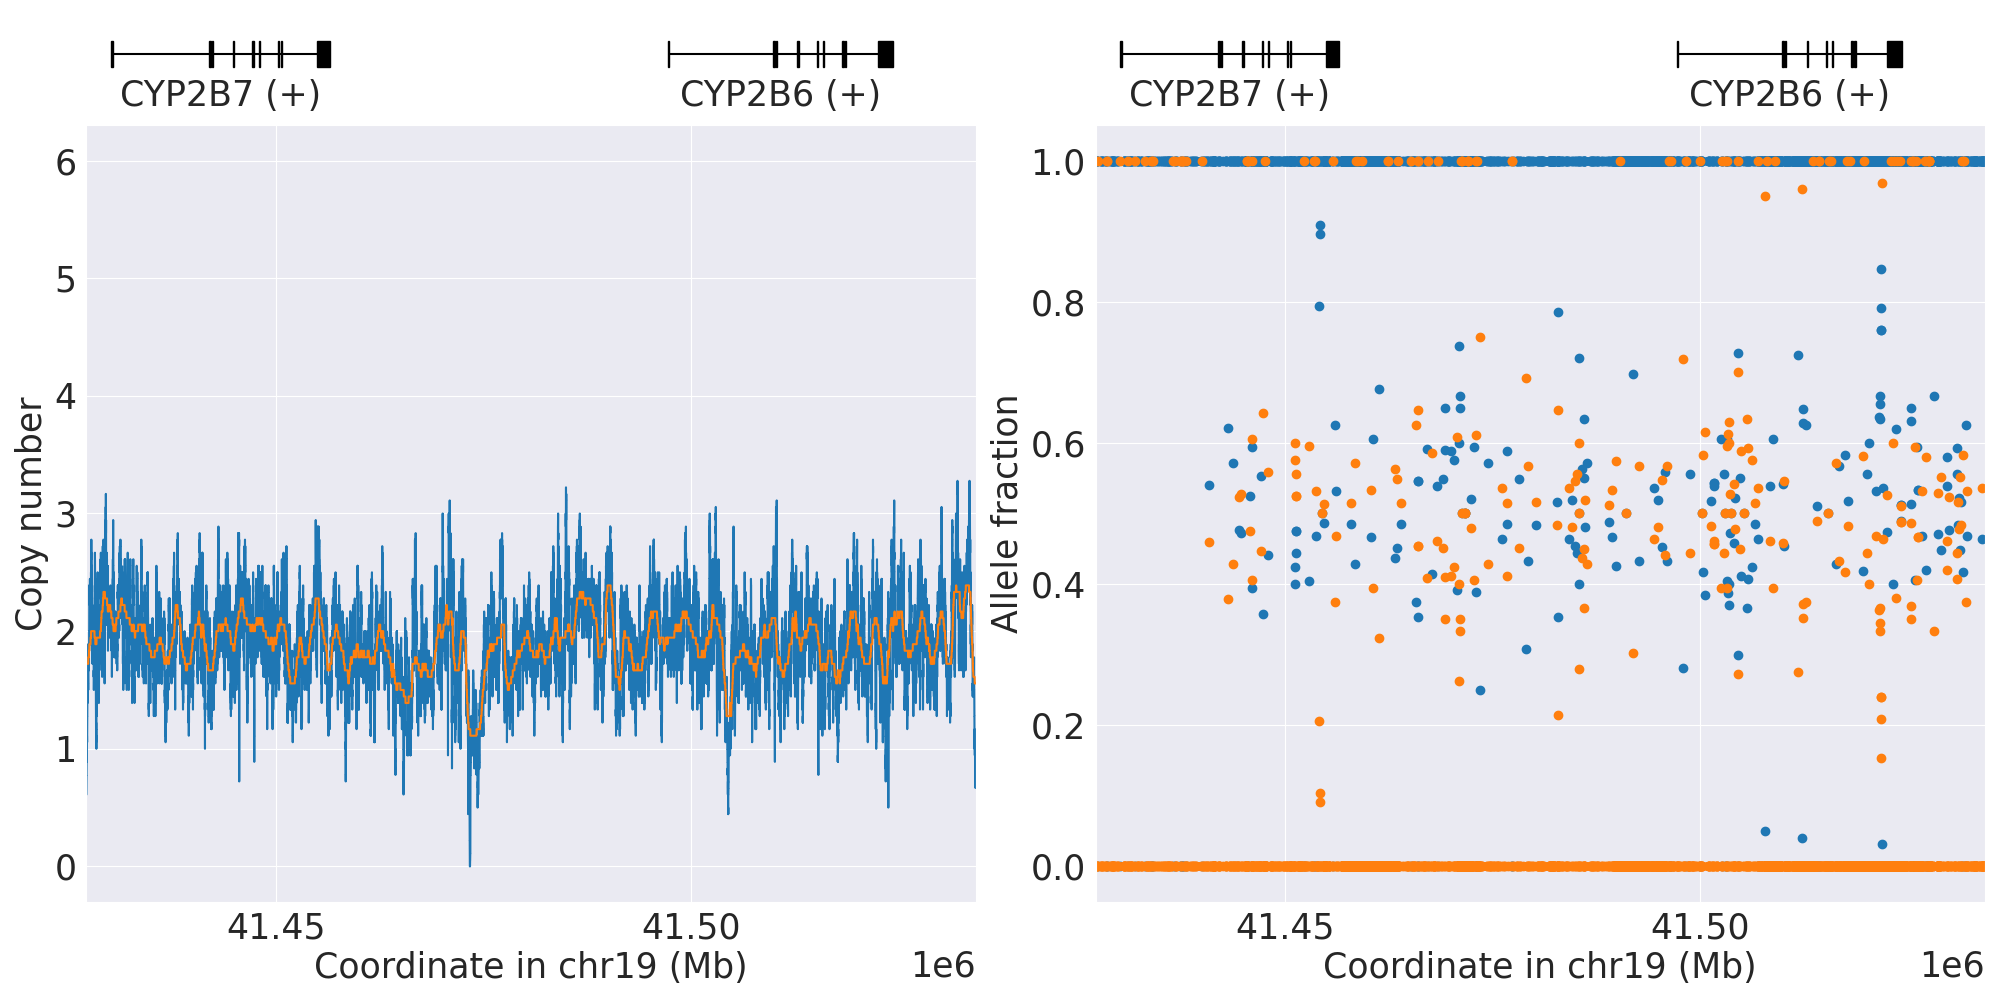 CYP2B7 (+)
CYP2B6 (+)
CYP2B7 (+)
CYP2B6 (+)
6
5
4
3
2
1
0
Copy number
41.45
41.50
Coordinate in chr19 (Mb)
1e6
1.0
0.8
0.6
0.4
0.2
0.0
Allele fraction
41.45
41.50
Coordinate in chr19 (Mb)
1e6